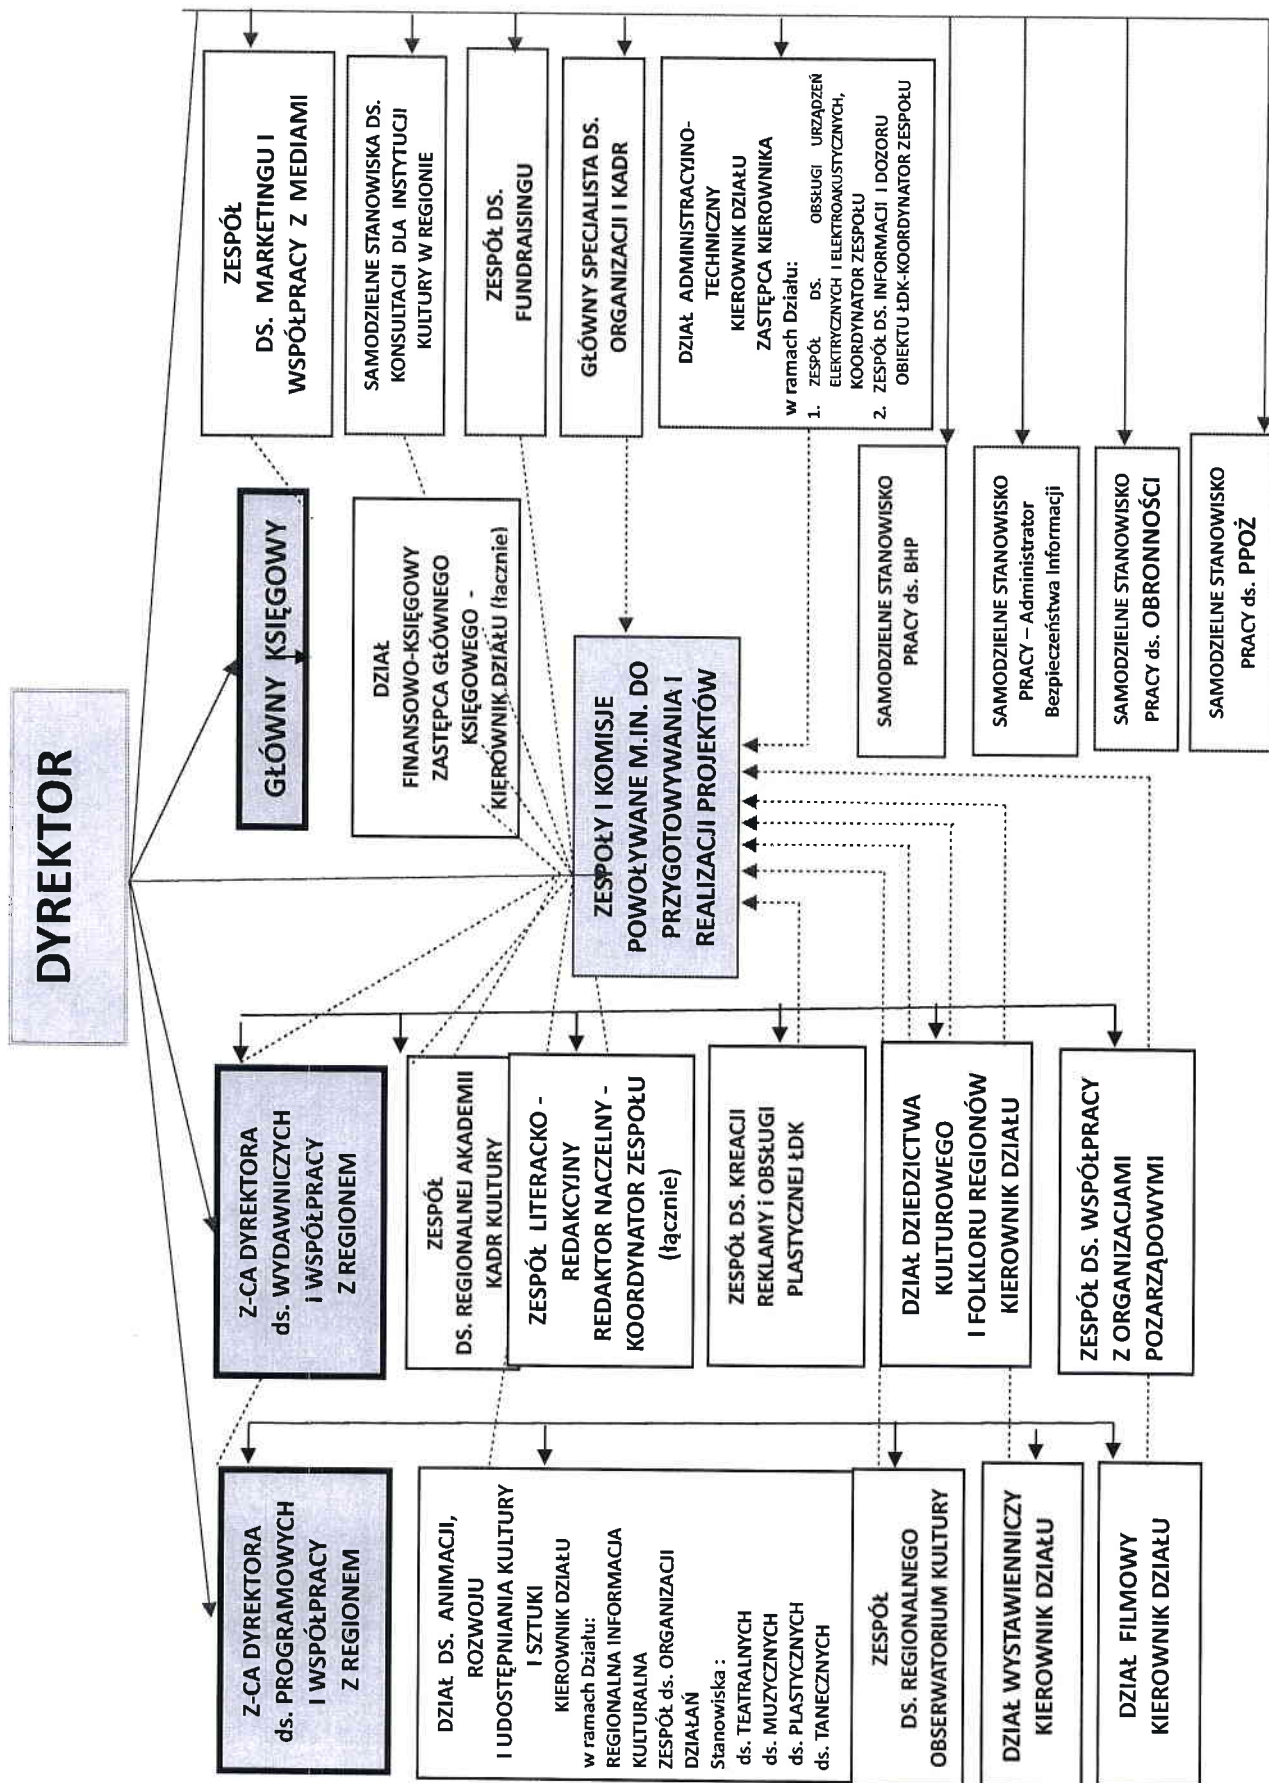 DYREKTOR
Z-CA DYREKTORA
ds. PROGRAMOWYCH
I WSPÓŁPRACY
Z REGIONEM
Z-CA DYREKTORA
ds. WYDAWNICZYCH
I WSPÓŁPRACY
Z REGIONEM
GŁÓWNY KSIĘGOWY
ZESPÓŁ
DS. MARKETINGU I
WSPÓŁPRACY Z MEDIAMI
DZIAŁ DS. ANIMACJI,
ROZWOJU
I UDOSTĘPNIANIA KULTURY
I SZTUKI
KIEROWNIK DZIAŁU
w ramach Działu:
REGIONALNA INFORMACJA
KULTURALNA
ZESPÓŁ ds. ORGANIZACJI
DZIAŁAŃ
Stanowiska :
ds. TEATRALNYCH
ds. MUZYCZNYCH
ds. PLASTYCZNYCH
ds. TANECZNYCH
ZESPÓŁ
DS. REGIONALNEGO
OBSERWATORIUM KULTURY
DZIAŁ WYSTAWIENNICZY
KIEROWNIK DZIAŁU
DZIAŁ FILMOWY
KIEROWNIK DZIAŁU
ZESPÓŁ
DS. REGIONALNEJ AKADEMII
KADR KULTURY
ZESPÓŁ LITERACKO -
REDAKCYJNY
REDAKTOR NACZELNY -
KOORDYNATOR ZESPOŁU
(łącznie)
ZESPÓŁ DS. KREACJI
REKLAMY i OBSŁUGI
PLASTYCZNEJ ŁDK
DZIAŁ DZIEDZICTWA
KULTUROWEGO
I FOLKLORU REGIONÓW
KIEROWNIK DZIAŁU
ZESPÓŁ DS. WSPÓŁPRACY
Z ORGANIZACJAMI
POZARZĄDOWYMI
DZIAŁ
FINANSOWO-KSIĘGOWY
ZASTĘPCA GŁÓWNEGO
KSIĘGOWEGO -
KIEROWNIK DZIAŁU (łacznie)
ZESPOŁY I KOMISJE
POWOŁYWANE M.IN. DO
PRZYGOTOWYWANIA I
REALIZACJI PROJEKTÓW
SAMODZIELNE STANOWISKA DS.
KONSULTACJI DLA INSTYTUCJI
KULTURY W REGIONIE
ZESPÓŁ DS.
FUNDRAISINGU
GŁÓWNY SPECJALISTA DS.
ORGANIZACJI I KADR
DZIAŁ ADMINISTRACYJNO-
TECHNICZNY
KIEROWNIK DZIAŁU
ZASTĘPCA KIEROWNIKA
w ramach Działu:
1. ZESPÓŁ DS. OBSŁUGI URZĄDZEŃ
ELEKTRYCZNYCH I ELEKTROAKUSTYCZNYCH,
KOORDYNATOR ZESPOŁU
2. ZESPÓŁ DS. INFORMACJI I DOZORU
OBIEKTU ŁDK-KOORDYNATOR ZESPOŁU
SAMODZIELNE STANOWISKO
PRACY ds. BHP
SAMODZIELNE STANOWISKO
PRACY – Administrator
Bezpieczeństwa Informacji
SAMODZIELNE STANOWISKO
PRACY ds. OBRONNOŚCI
SAMODZIELNE STANOWISKO
PRACY ds. PPOŻ